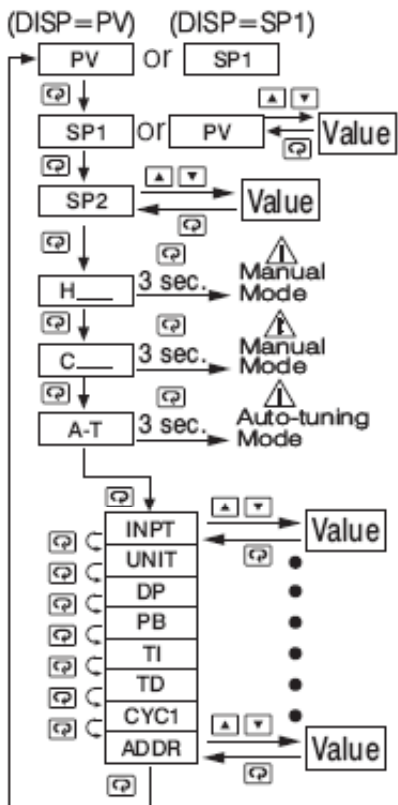 (DISP=PV) (DISP=SP1)
PV or SP1
SP1 or PV Value
SP2 Value
H___ 3 sec. Manual Mode
C___ 3 sec. Manual Mode
A-T 3 sec. Auto-tuning Mode
INPT Value
UNIT
DP
PB
TI
TD
CYC1
ADDR Value